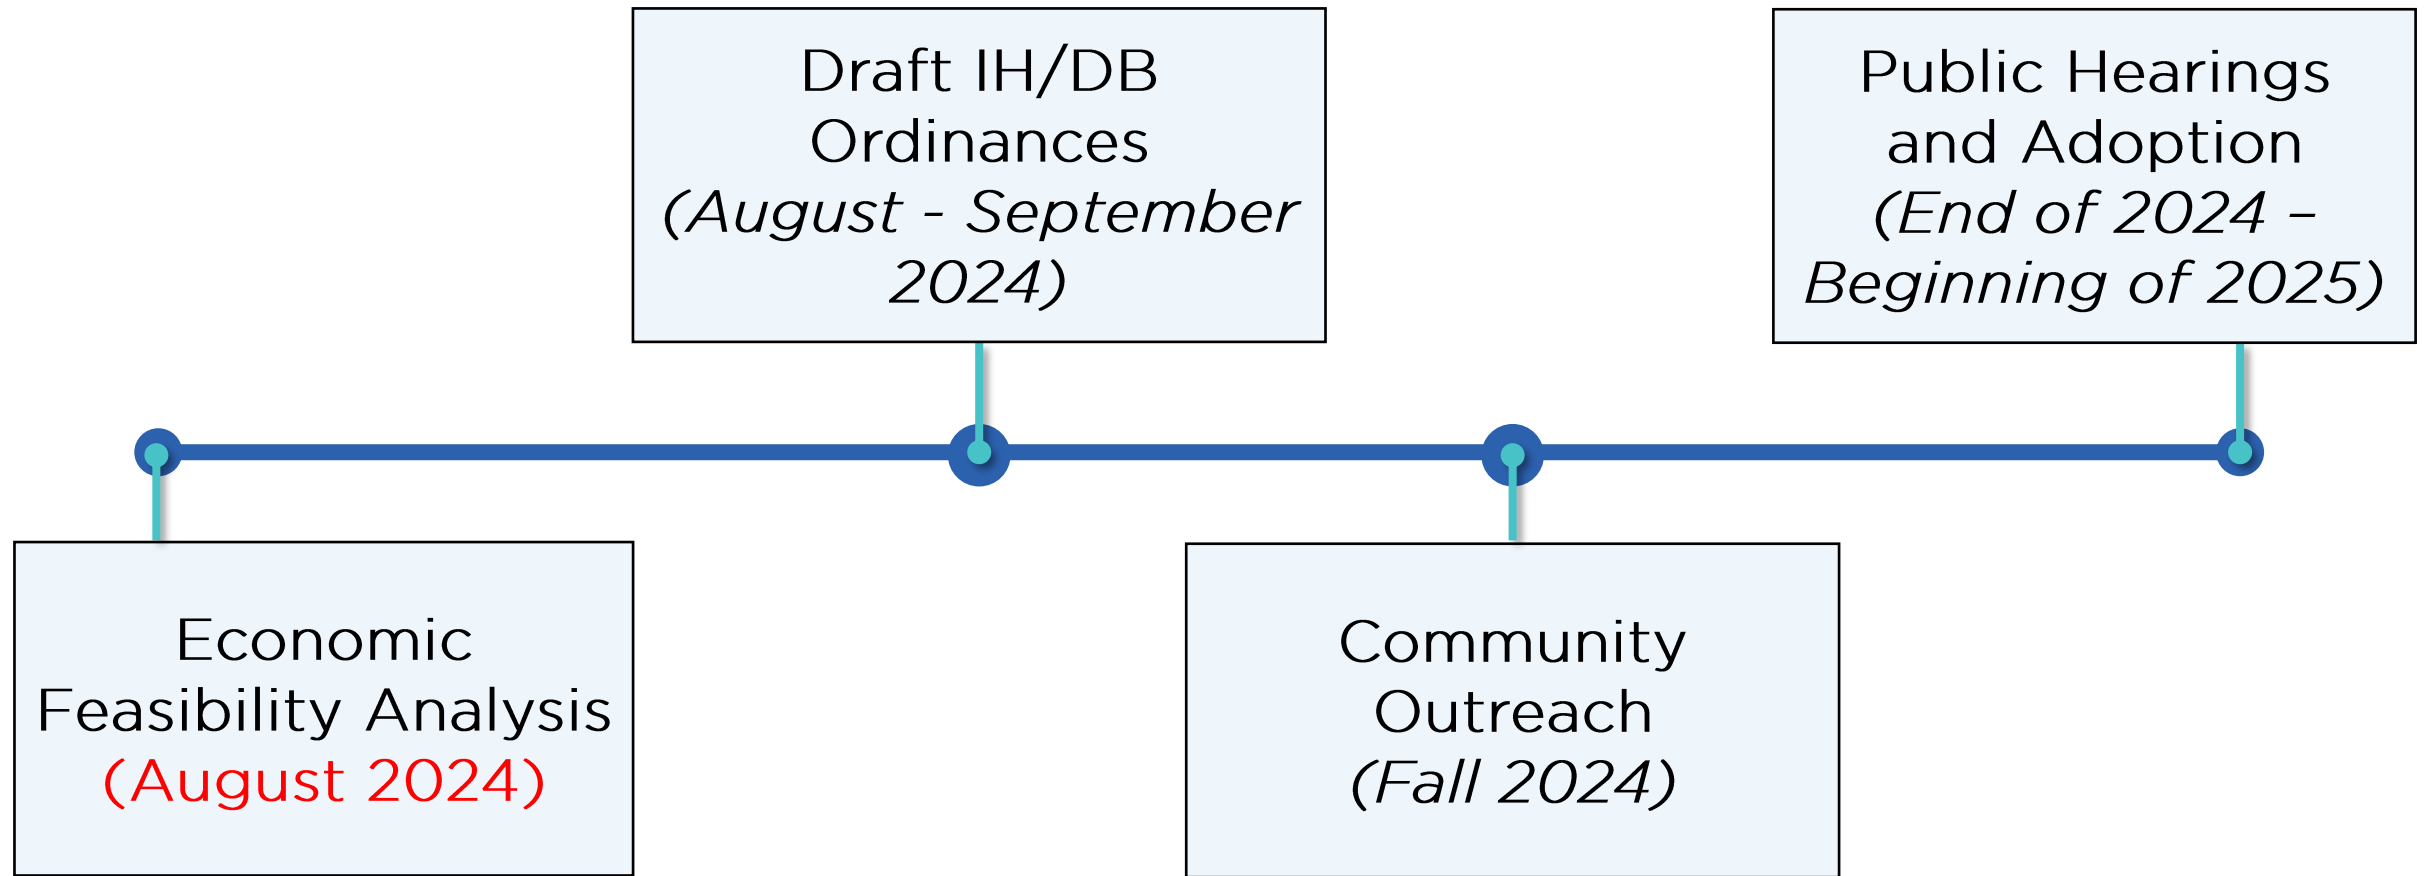 Draft IH/DB
Ordinances
(August - September
2024)
Public Hearings
and Adoption
(End of 2024 –
Beginning of 2025)
Economic
Feasibility Analysis
(August 2024)
Community
Outreach
(Fall 2024)